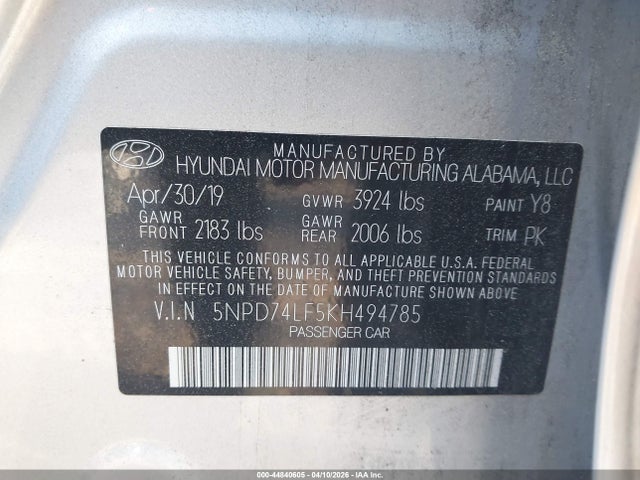 MANUFACTURED BY
HYUNDAI MOTOR MANUFACTURING ALABAMA, LLC
Apr/30/19 GVWR 3924 lbs PAINT Y8
GAWR FRONT 2183 lbs GAWR REAR 2006 lbs TRIM PK
THIS VEHICLE CONFORMS TO ALL APPLICABLE U.S.A. FEDERAL
MOTOR VEHICLE SAFETY, BUMPER, AND THEFT PREVENTION STANDARDS
IN EFFECT ON THE DATE OF MANUFACTURE SHOWN ABOVE.
V.I.N 5NPD74LF5KH494785
PASSENGER CAR
000-44840605 - 04/10/2026 - IAAI.COM